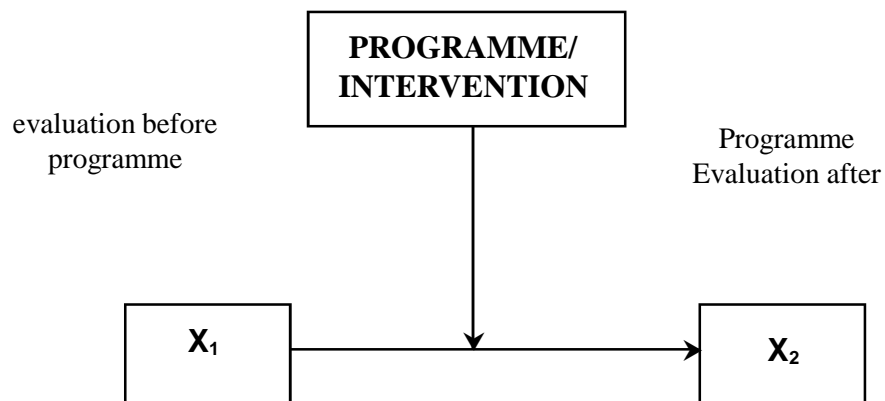 PROGRAMME/
INTERVENTION
evaluation before
programme
Programme
Evaluation after
X₁
X₂